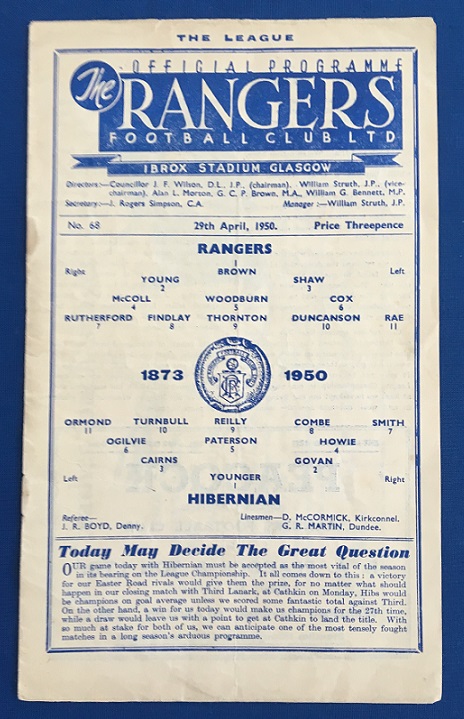 THE LEAGUE
OFFICIAL PROGRAMME
The RANGERS
FOOTBALL CLUB LTD
IBROX STADIUM GLASGOW
Directors:—Councillor J. F. Wilson, D.L., J.P., (chairman). William Struth, J.P., (vice-
chairman), Alan L. Morton, G. C. P. Brown, M.A., William G. Bennett, M.P.
Secretary:—J. Rogers Simpson, C.A. Manager:—William Struth, J.P.
No. 68 29th April, 1950. Price Threepence
RANGERS
1
Right BROWN Left
YOUNG SHAW
2 3
McCOLL WOODBURN COX
4 5 6
RUTHERFORD FINDLAY THORNTON DUNCANSON RAE
7 8 9 10 11
1873 1950
ORMOND TURNBULL REILLY COMBE SMITH
11 10 9 8 7
OGILVIE PATERSON HOWIE
6 5 4
CAIRNS GOVAN
3 2
Left YOUNGER Right
1
HIBERNIAN
Referee— Linesmen—D. McCORMICK, Kirkconnel.
J. R. BOYD, Denny. G. R. MARTIN, Dundee.
Today May Decide The Great Question
OUR game today with Hibernian must be accepted as the most vital of the season
in its bearing on the League Championship. It all comes down to this: a victory
for our Easter Road rivals would give them the prize, for no matter what should
happen in our closing match with Third Lanark, at Cathkin on Monday, Hibs would
be champions on goal average unless we scored some fantastic total against Third.
On the other hand, a win for us today would make us champions for the 27th time,
while a draw would leave us with a point to get at Cathkin to land the title. With
so much at stake for both of us, we can anticipate one of the most tensely fought
matches in a long season's arduous programme.